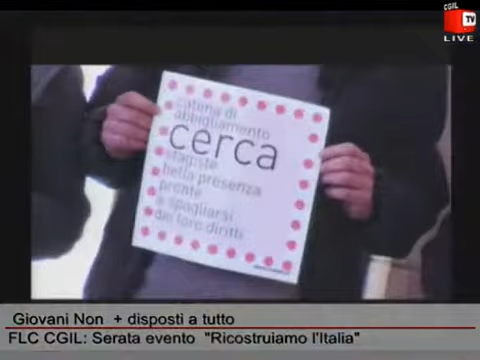 CGIL
TV
LIVE
catena di
abbigliamento
cerca
stagiste
bella presenza
pronte
a spogliarsi
dei loro diritti
Giovani Non + disposti a tutto
FLC CGIL: Serata evento "Ricostruiamo l'Italia"